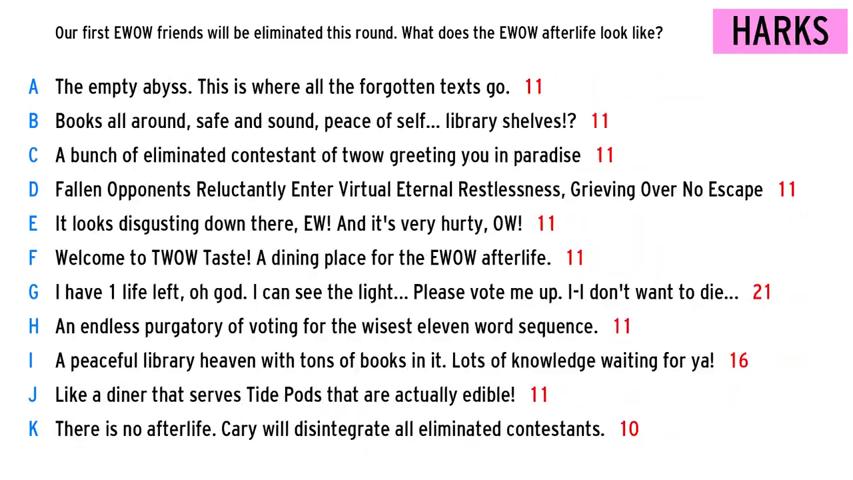 Our first EWOW friends will be eliminated this round. What does the EWOW afterlife look like?
HARKS
A The empty abyss. This is where all the forgotten texts go. 11
B Books all around, safe and sound, peace of self... library shelves!? 11
C A bunch of eliminated contestant of twow greeting you in paradise 11
D Fallen Opponents Reluctantly Enter Virtual Eternal Restlessness, Grieving Over No Escape 11
E It looks disgusting down there, EW! And it's very hurty, OW! 11
F Welcome to TWOW Taste! A dining place for the EWOW afterlife. 11
G I have 1 life left, oh god. I can see the light... Please vote me up. I-I don't want to die... 21
H An endless purgatory of voting for the wisest eleven word sequence. 11
I A peaceful library heaven with tons of books in it. Lots of knowledge waiting for ya! 16
J Like a diner that serves Tide Pods that are actually edible! 11
K There is no afterlife. Cary will disintegrate all eliminated contestants. 10